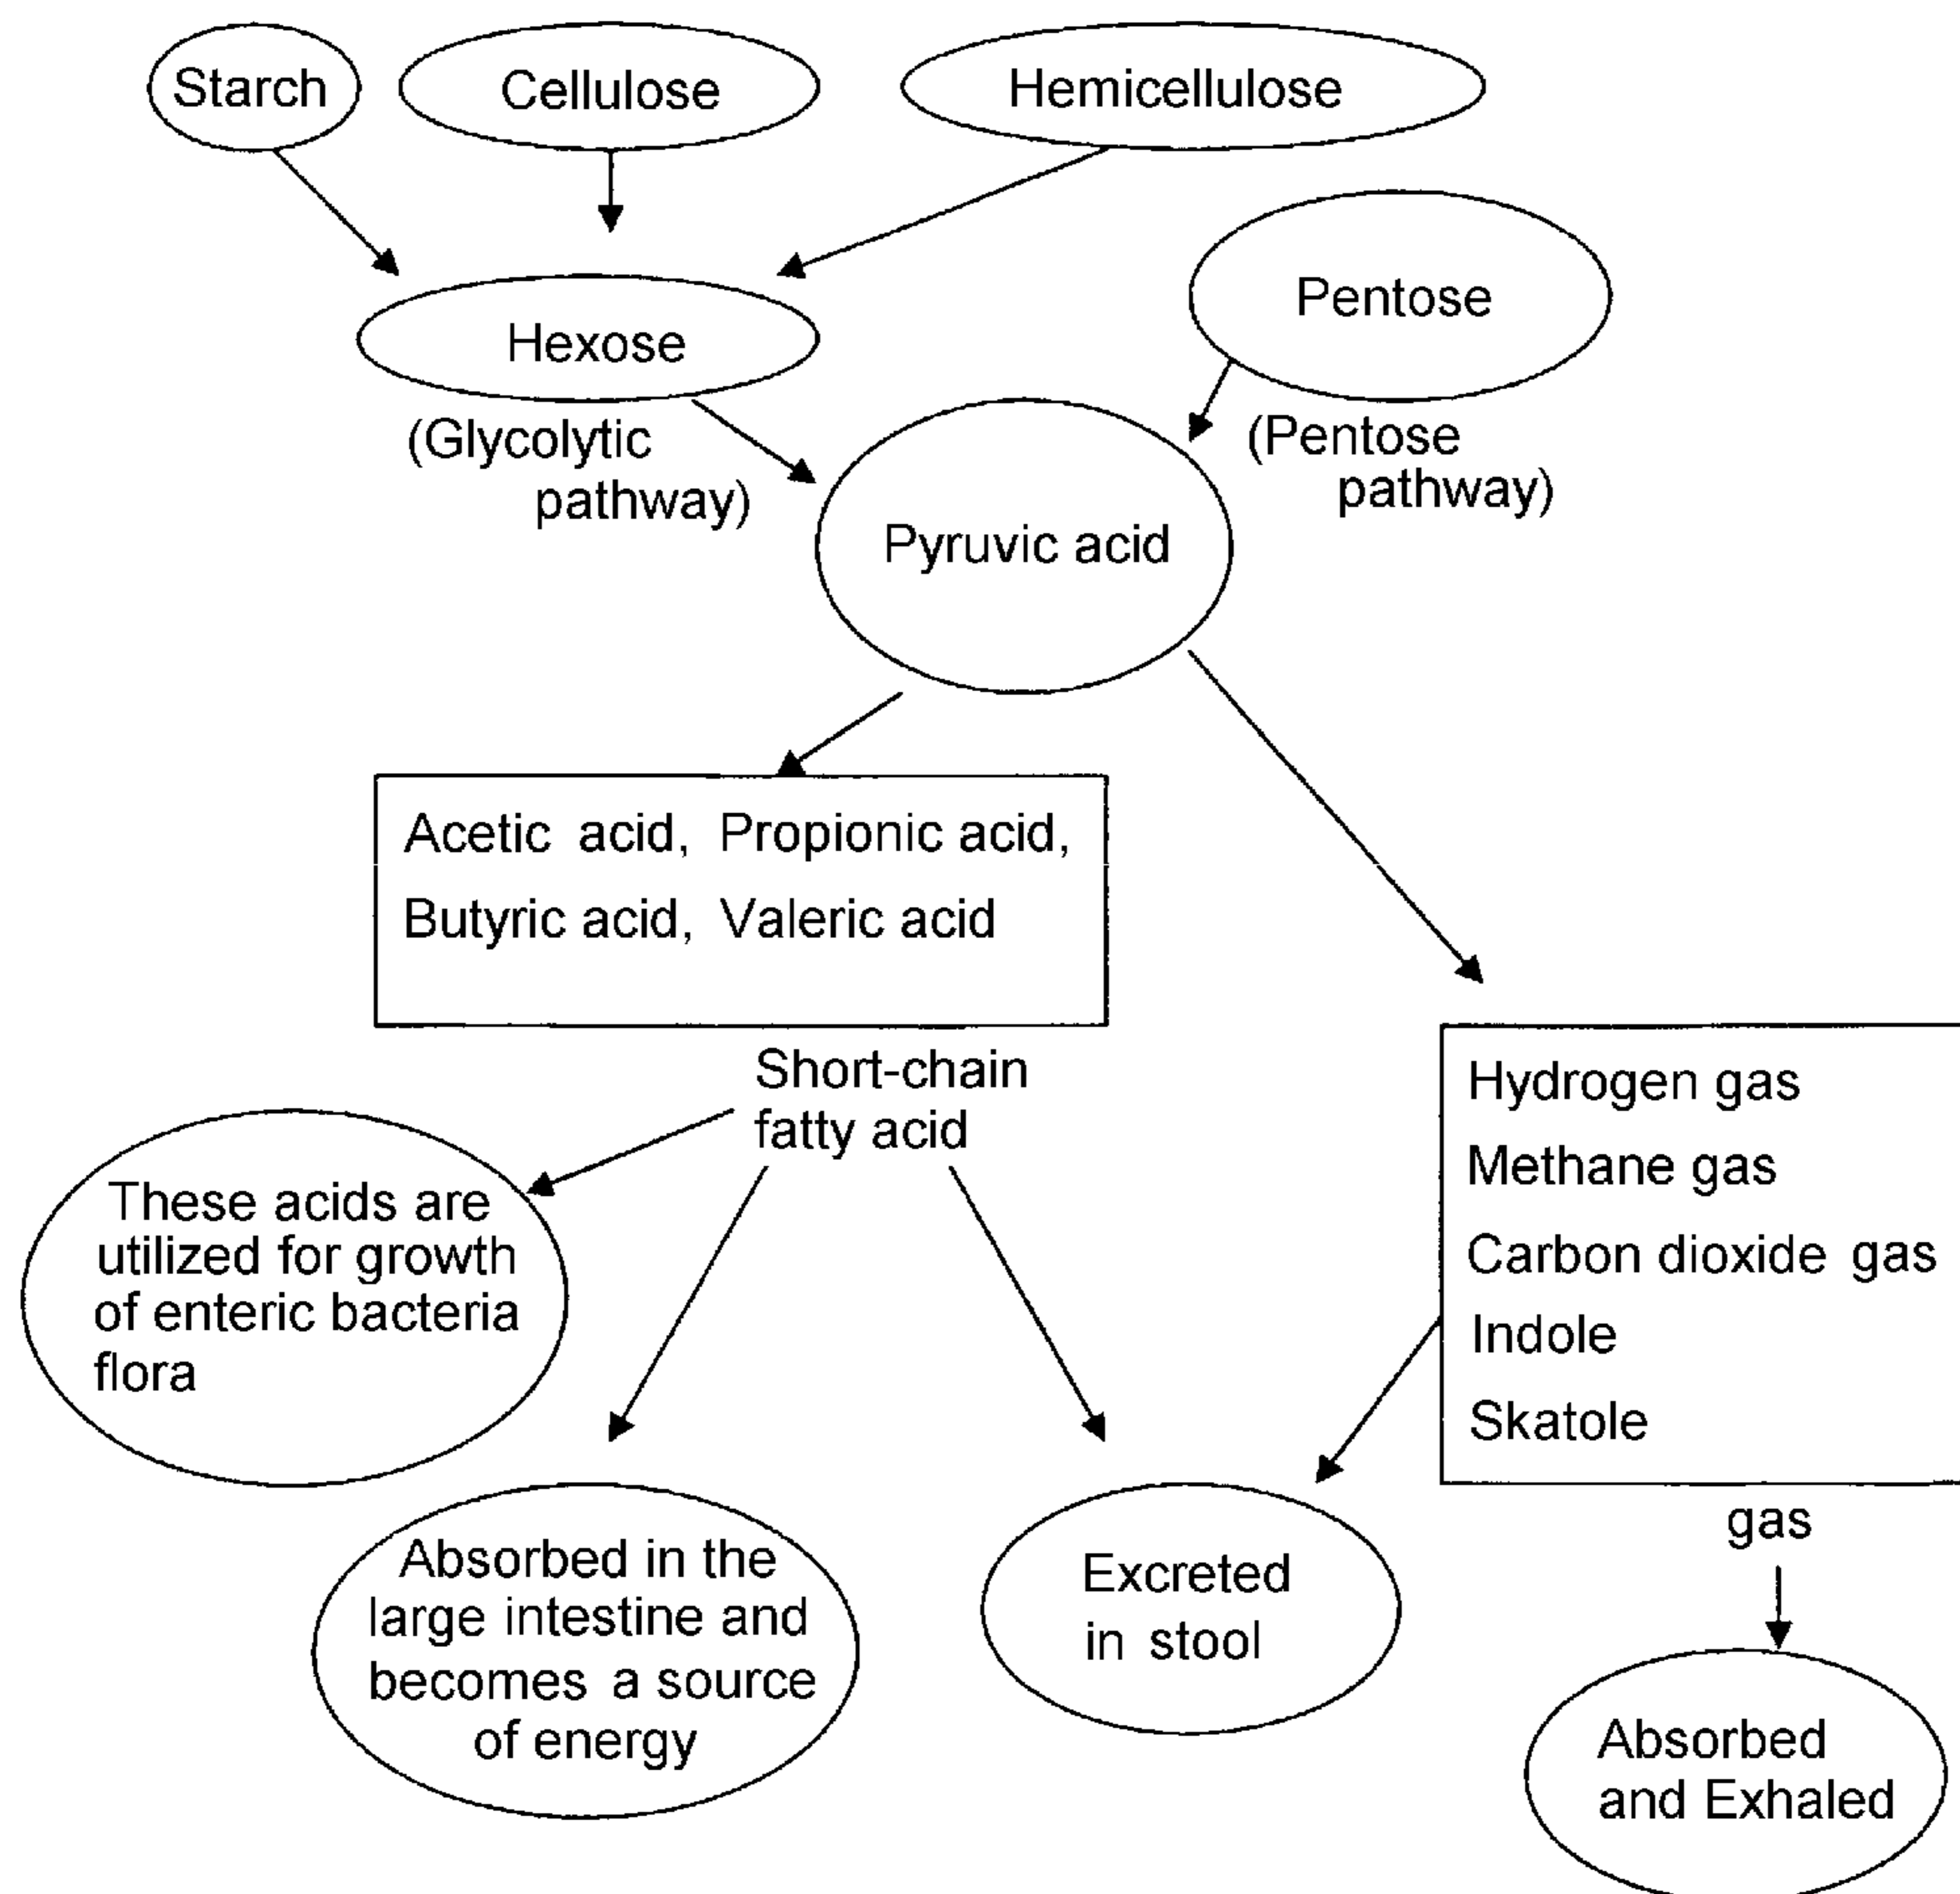 Starch
Cellulose
Hemicellulose
Hexose
Pentose
(Glycolytic
pathway)
(Pentose
pathway)
Pyruvic acid
Acetic acid, Propionic acid,
Butyric acid, Valeric acid
Short-chain
fatty acid
Hydrogen gas
Methane gas
Carbon dioxide gas
Indole
Skatole
gas
These acids are
utilized for growth
of enteric bacteria
flora
Absorbed in the
large intestine and
becomes a source
of energy
Excreted
in stool
Absorbed
and Exhaled